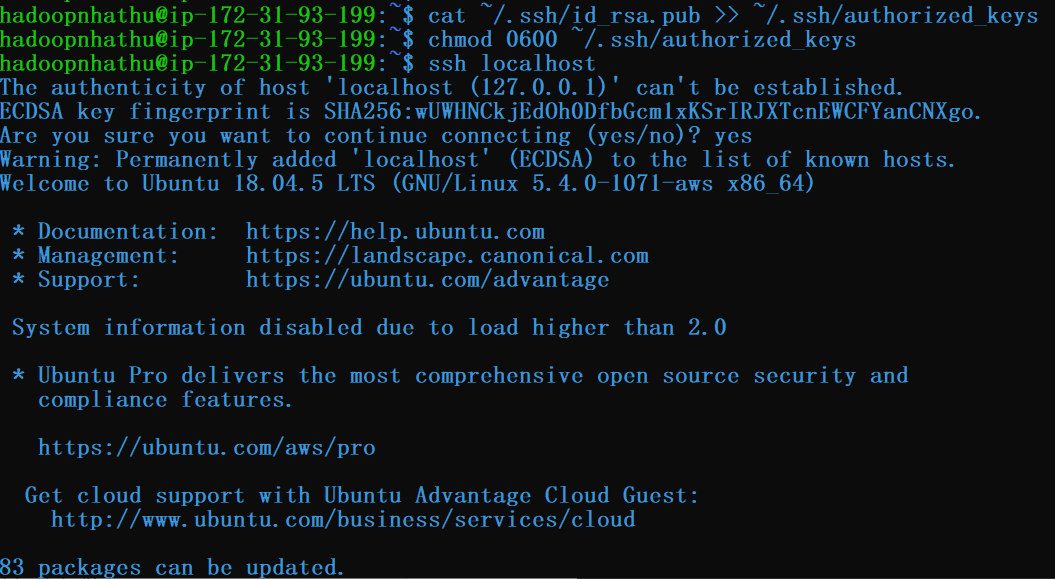 hadoopnhathu@ip-172-31-93-199:~$ cat ~/.ssh/id_rsa.pub >> ~/.ssh/authorized_keys
hadoopnhathu@ip-172-31-93-199:~$ chmod 0600 ~/.ssh/authorized_keys
hadoopnhathu@ip-172-31-93-199:~$ ssh localhost
The authenticity of host 'localhost (127.0.0.1)' can't be established.
ECDSA key fingerprint is SHA256:wUWHNCkjEdOhODfbGcm1xKSrIRJXTcnEWCFYanCNXgo.
Are you sure you want to continue connecting (yes/no)? yes
Warning: Permanently added 'localhost' (ECDSA) to the list of known hosts.
Welcome to Ubuntu 18.04.5 LTS (GNU/Linux 5.4.0-1071-aws x86_64)
* Documentation: https://help.ubuntu.com
* Management: https://landscape.canonical.com
* Support: https://ubuntu.com/advantage
System information disabled due to load higher than 2.0
* Ubuntu Pro delivers the most comprehensive open source security and
compliance features.
https://ubuntu.com/aws/pro
Get cloud support with Ubuntu Advantage Cloud Guest:
http://www.ubuntu.com/business/services/cloud
83 packages can be updated.